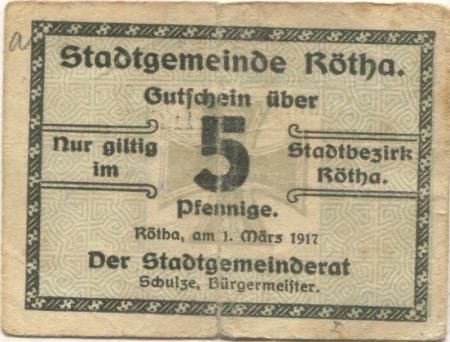 a
Stadtgemeinde Rötha.
Gutschein über
5
Nur giltig
im
Stadtbezirk
Rötha.
Pfennige.
Rötha, am 1. März 1917
Der Stadtgemeinderat
Schulze, Bürgermeister.